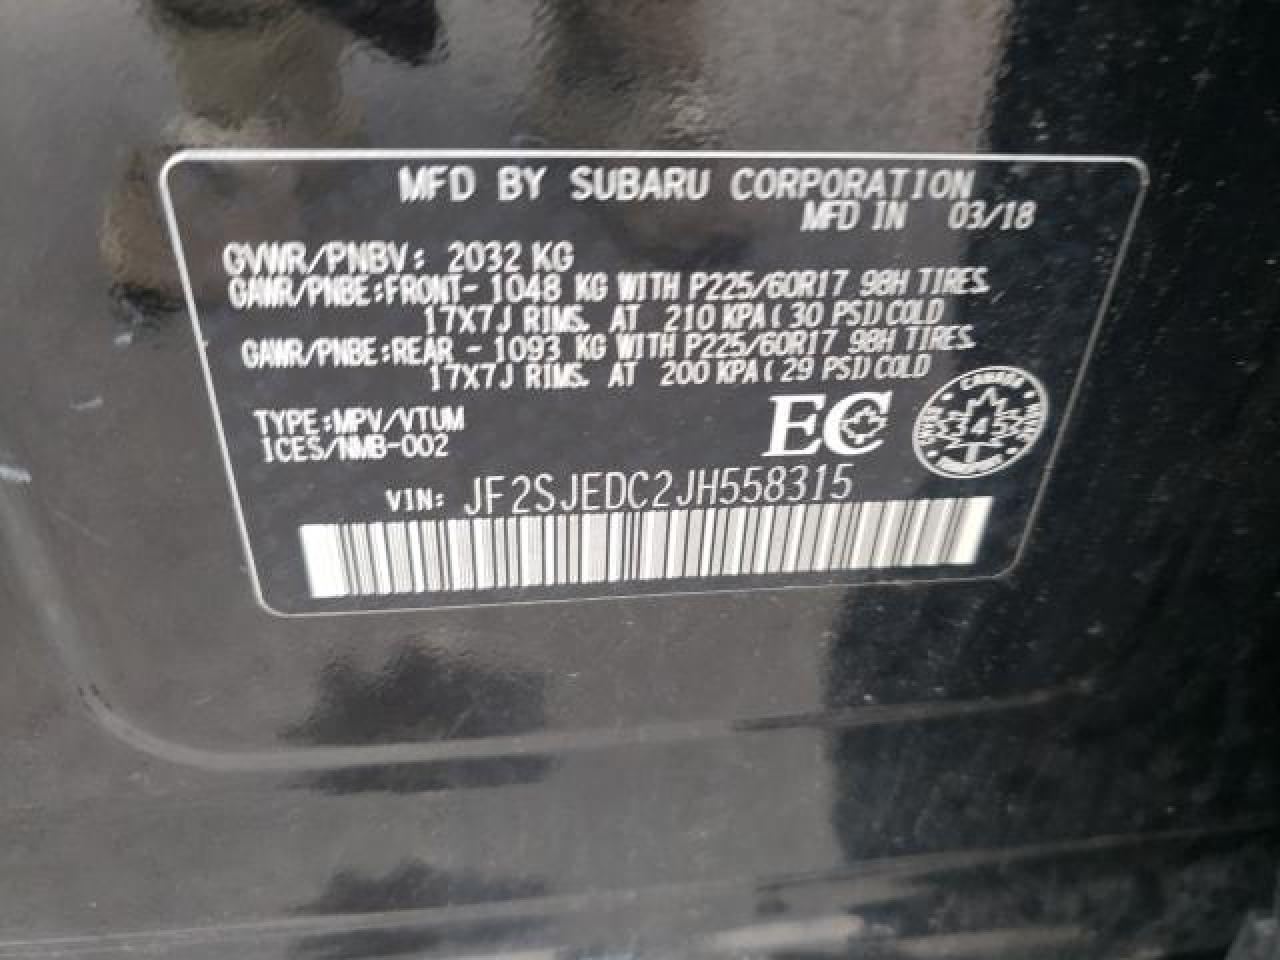 MFD BY SUBARU CORPORATION
MFD IN 03/18
GVWR/PNBV: 2032 KG
GAWR/PNBE:FRONT- 1048 KG WITH P225/60R17 98H TIRES.
17X7J RIMS. AT 210 KPA(30 PSI)COLD
GAWR/PNBE:REAR - 1093 KG WITH P225/60R17 98H TIRES.
17X7J RIMS. AT 200 KPA(29 PSI)COLD
TYPE:MPV/VTUM
ICES/NMB-002
EC
CANADA
345
VIN: JF2SJEDC2JH558315